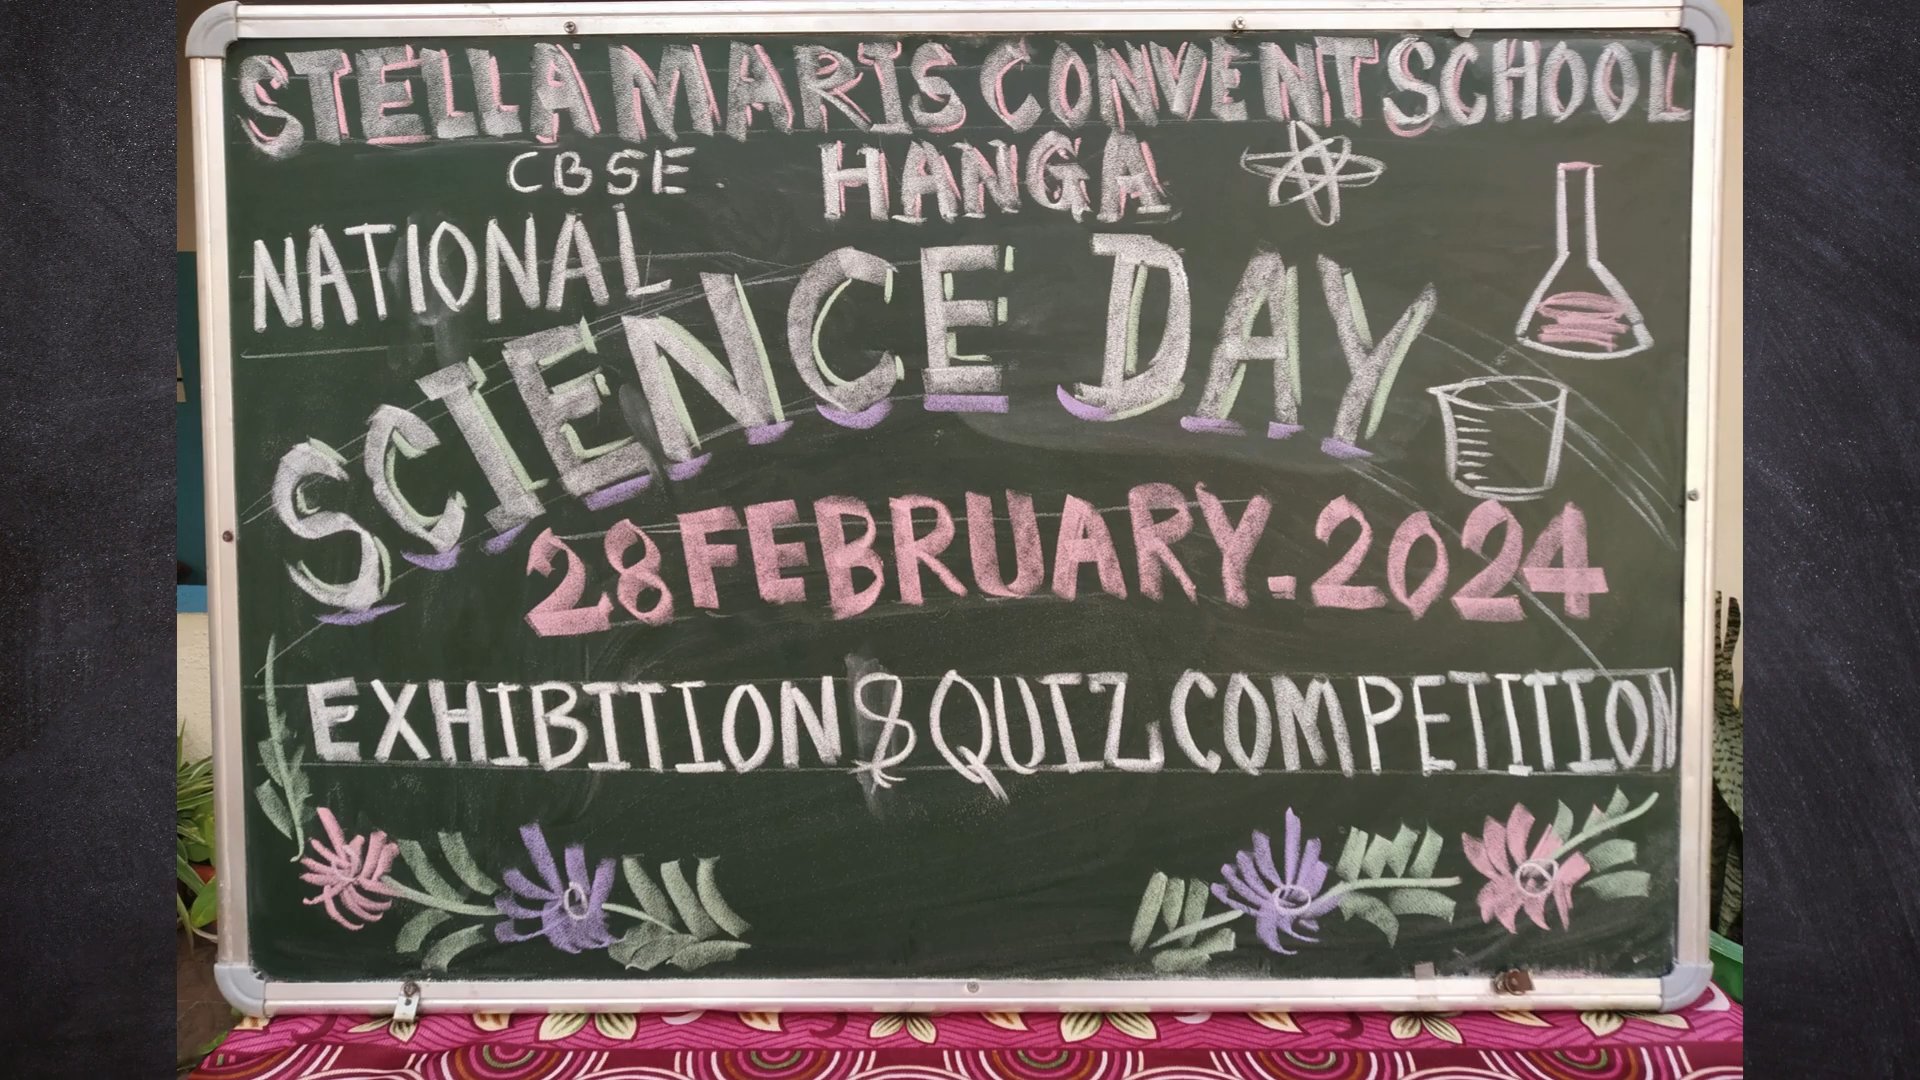 STELLA MARIS CONVENT SCHOOL
CBSE HANGA
NATIONAL
SCIENCE DAY
28 FEBRUARY - 2024
EXHIBITION & QUIZ COMPETITION